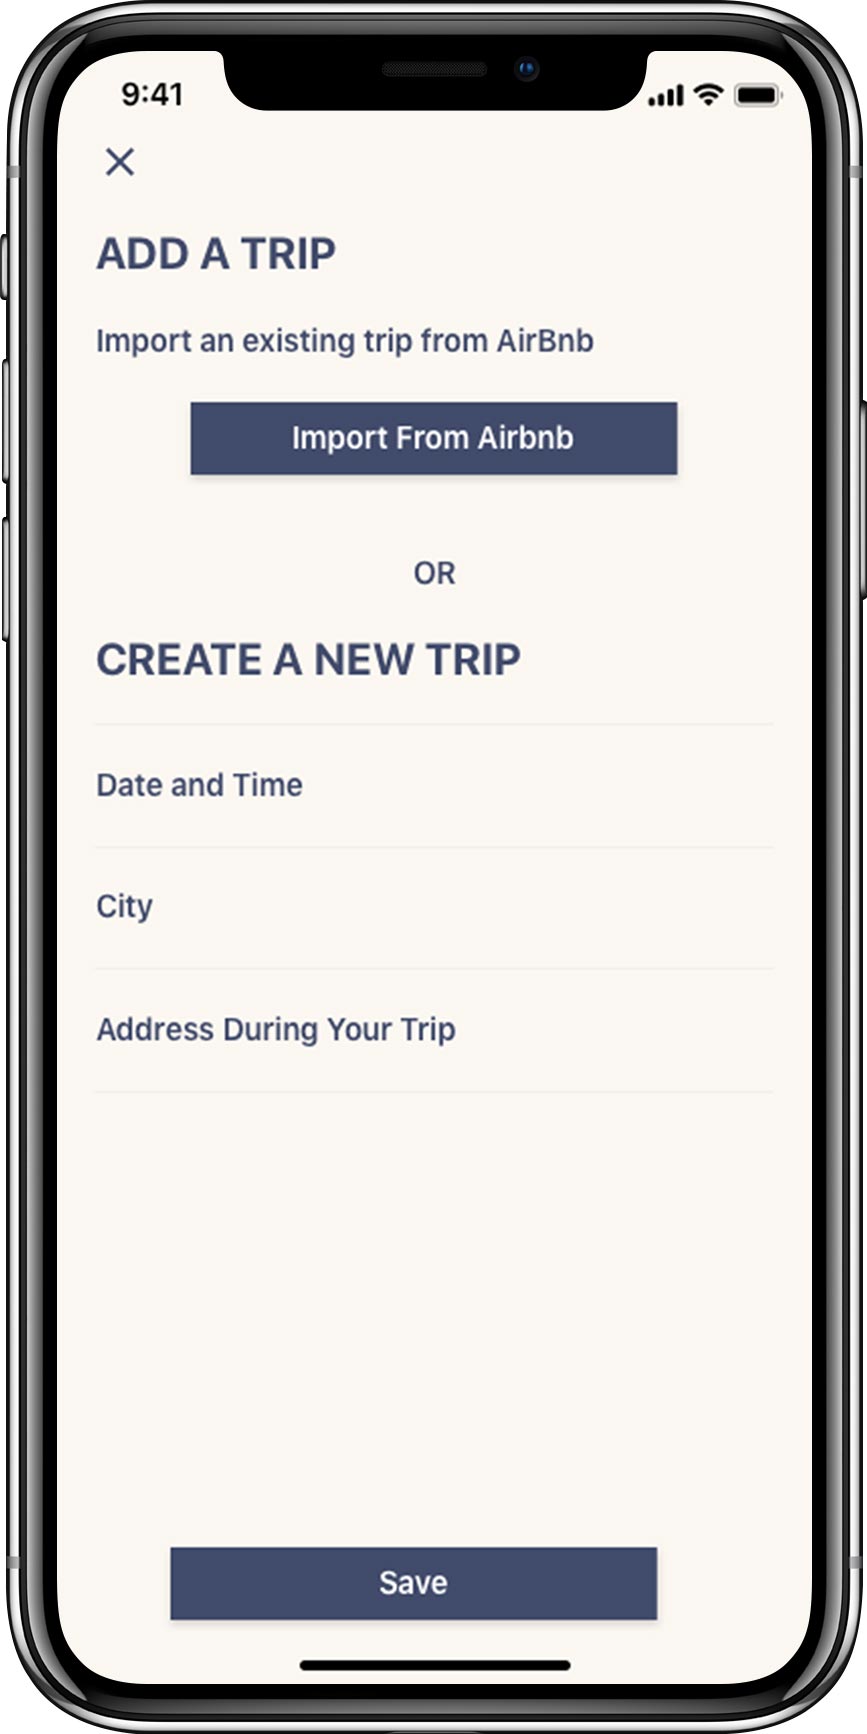 9:41
ADD A TRIP
Import an existing trip from AirBnb
Import From Airbnb
OR
CREATE A NEW TRIP
Date and Time
City
Address During Your Trip
Save